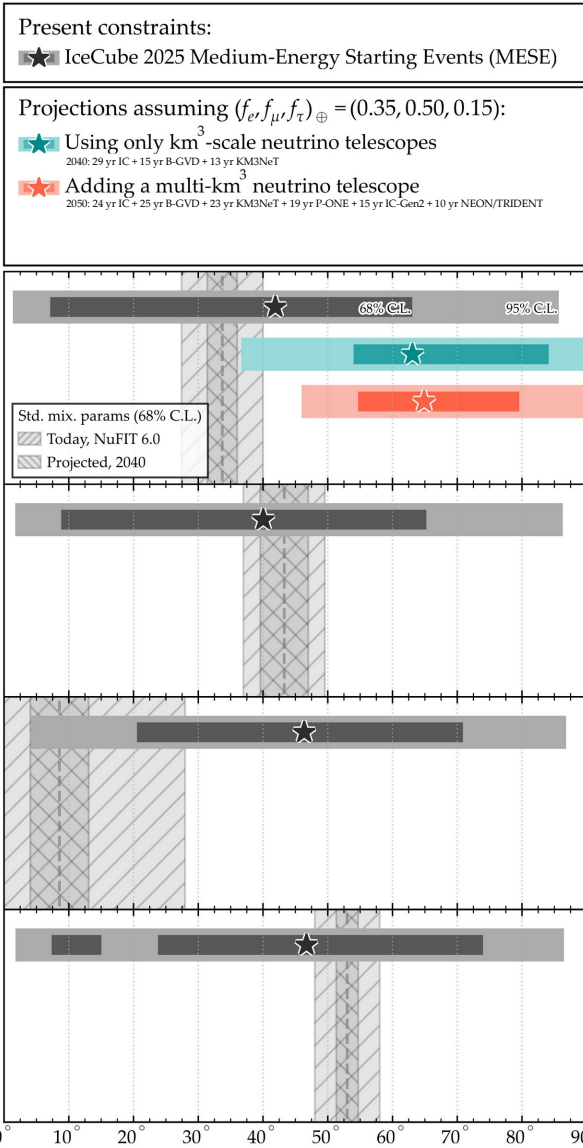 Present constraints:
IceCube 2025 Medium-Energy Starting Events (MESE)
Projections assuming (fₑ, f_μ, f_τ)_⊕ = (0.35, 0.50, 0.15):
Using only km³-scale neutrino telescopes
2040: 29 yr IC + 15 yr B-GVD + 13 yr KM3NeT
Adding a multi-km³ neutrino telescope
2050: 24 yr IC + 25 yr B-GVD + 23 yr KM3NeT + 19 yr P-ONE + 15 yr IC-Gen2 + 10 yr NEON/TRIDENT
68% C.L. 95% C.L.
Std. mix. params (68% C.L.)
Today, NuFIT 6.0
Projected, 2040
10° 20° 30° 40° 50° 60° 70° 80°